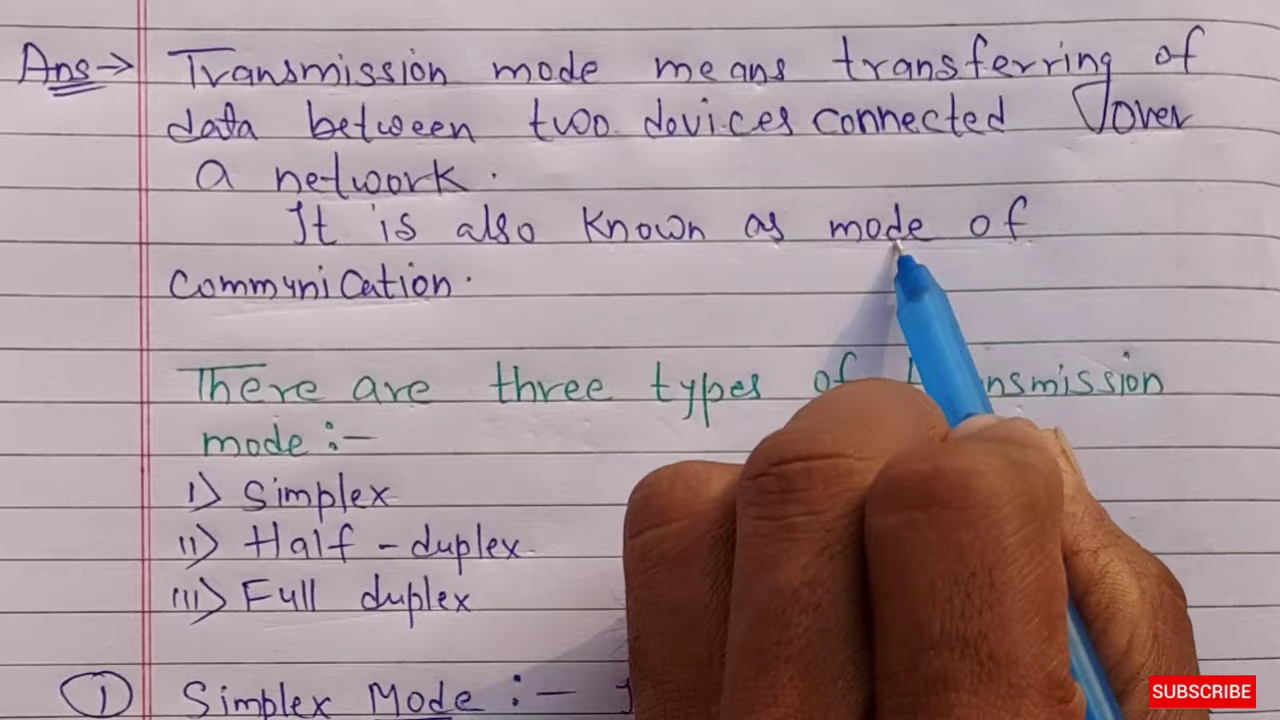 Ans→ Transmission mode means transferring of
data between two devices connected over
a network.
It is also known as mode of
Communication.
There are three types of
mode :-
i) Simplex
ii) Half-duplex
iii) Full duplex
① Simplex Mode :-
SUBSCRIBE